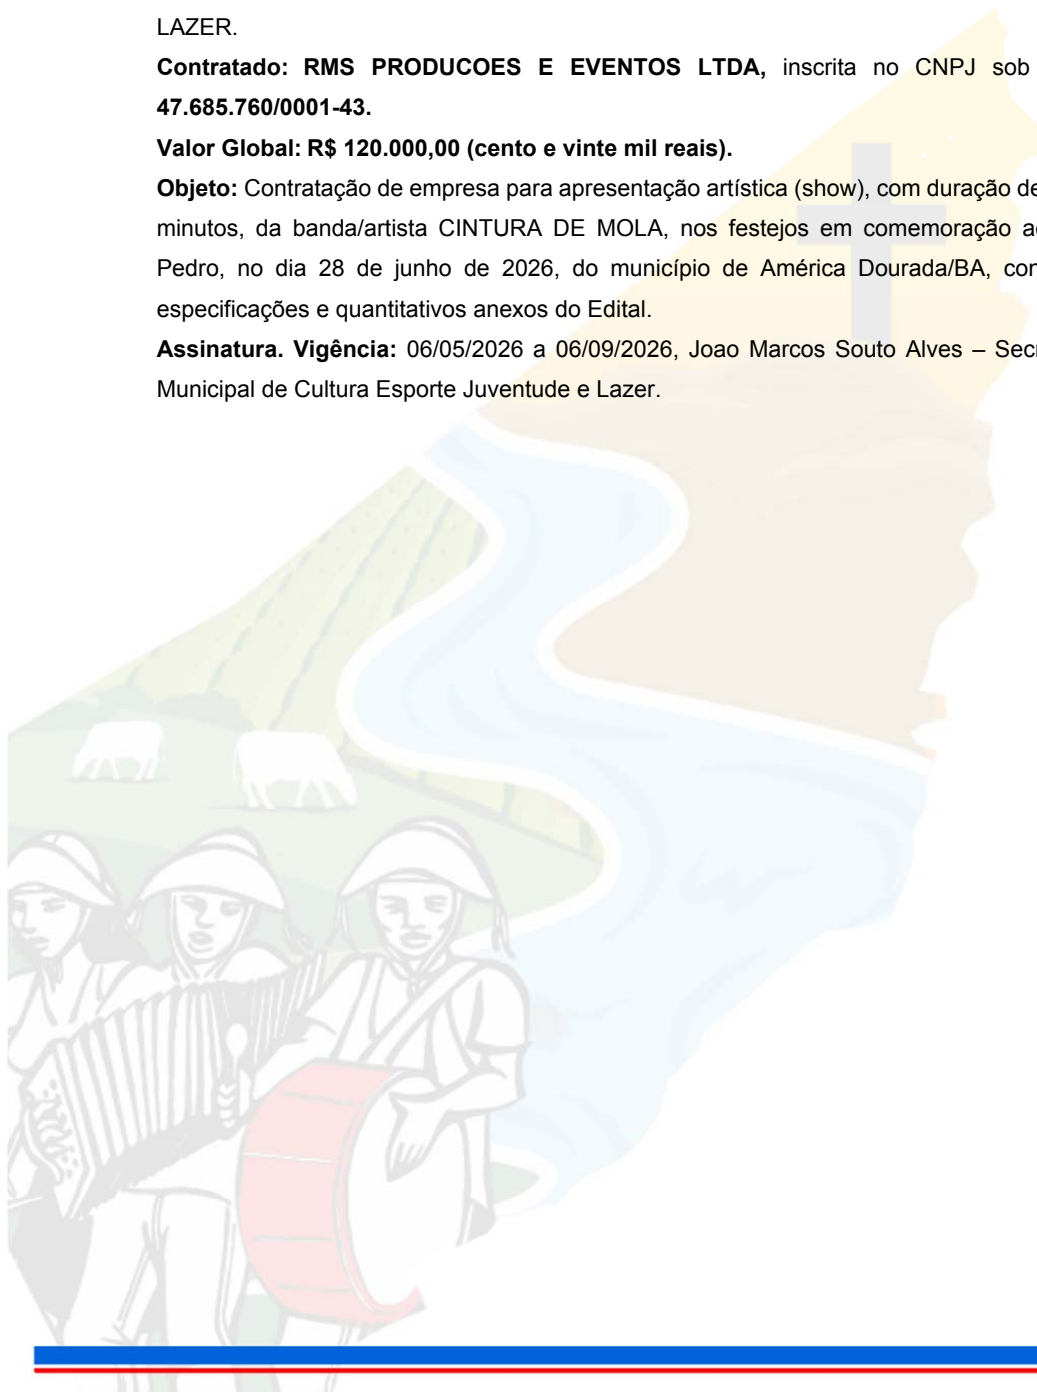 LAZER.
Contratado: RMS PRODUCOES E EVENTOS LTDA, inscrita no CNPJ sob
47.685.760/0001-43.
Valor Global: R$ 120.000,00 (cento e vinte mil reais).
Objeto: Contratação de empresa para apresentação artística (show), com duração de
minutos, da banda/artista CINTURA DE MOLA, nos festejos em comemoração
Pedro, no dia 28 de junho de 2026, do município de América Dourada/BA,
especificações e quantitativos anexos do Edital.
Assinatura. Vigência: 06/05/2026 a 06/09/2026, Joao Marcos Souto Alves –
Municipal de Cultura Esporte Juventude e Lazer.